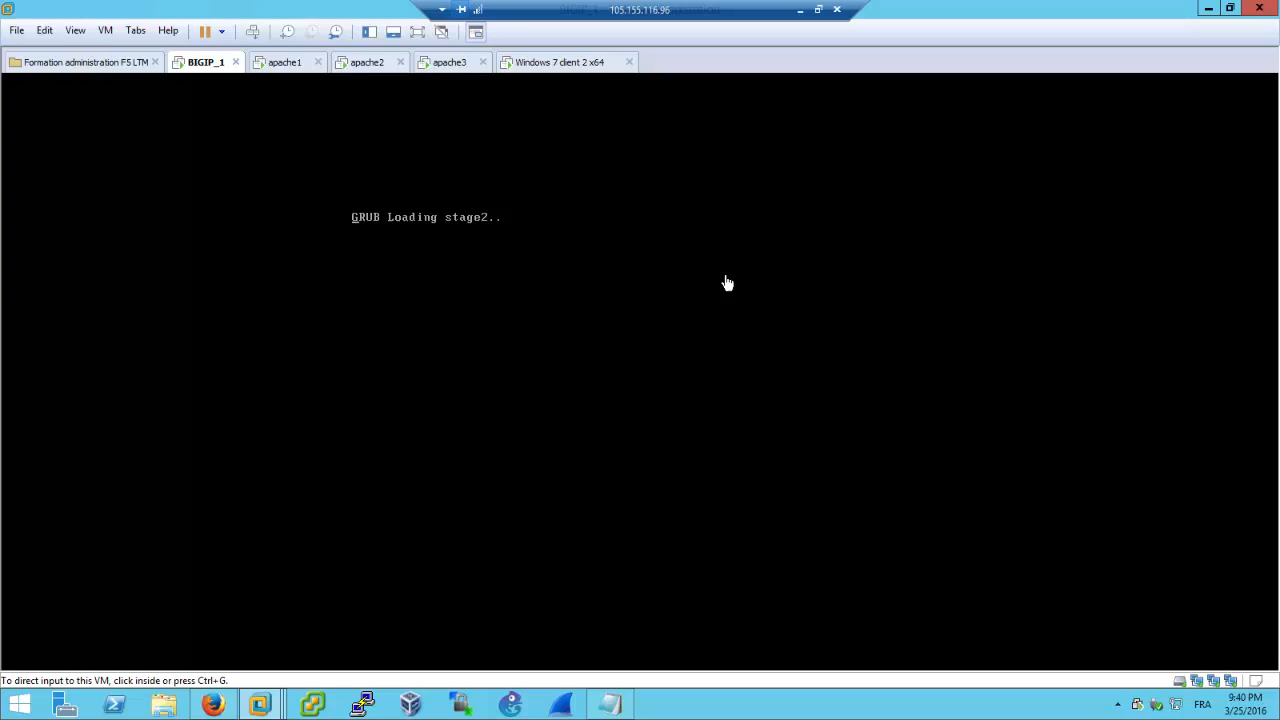 105.155.116.96
File Edit View VM Tabs Help
Formation administration F5 LTM BIGIP_1 apache1 apache2 apache3 Windows 7 client 2 x64
GRUB Loading stage2..
To direct input to this VM, click inside or press Ctrl+G.
FRA
9:40 PM
3/25/2016